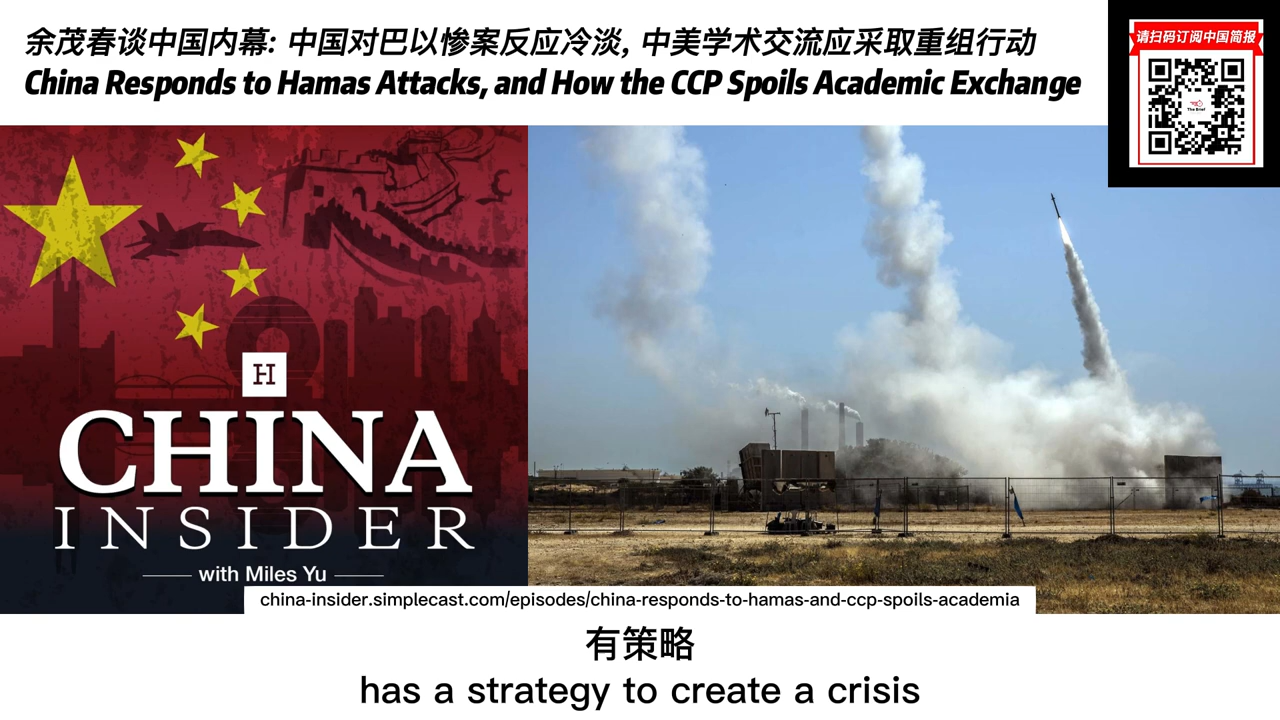 余茂春谈中国内幕: 中国对巴以惨案反应冷淡, 中美学术交流应采取重组行动
China Responds to Hamas Attacks, and How the CCP Spoils Academic Exchange
请扫码订阅中国简报
The Brief
H
CHINA
INSIDER
with Miles Yu
china-insider.simplecast.com/episodes/china-responds-to-hamas-and-ccp-spoils-academia
有策略
has a strategy to create a crisis